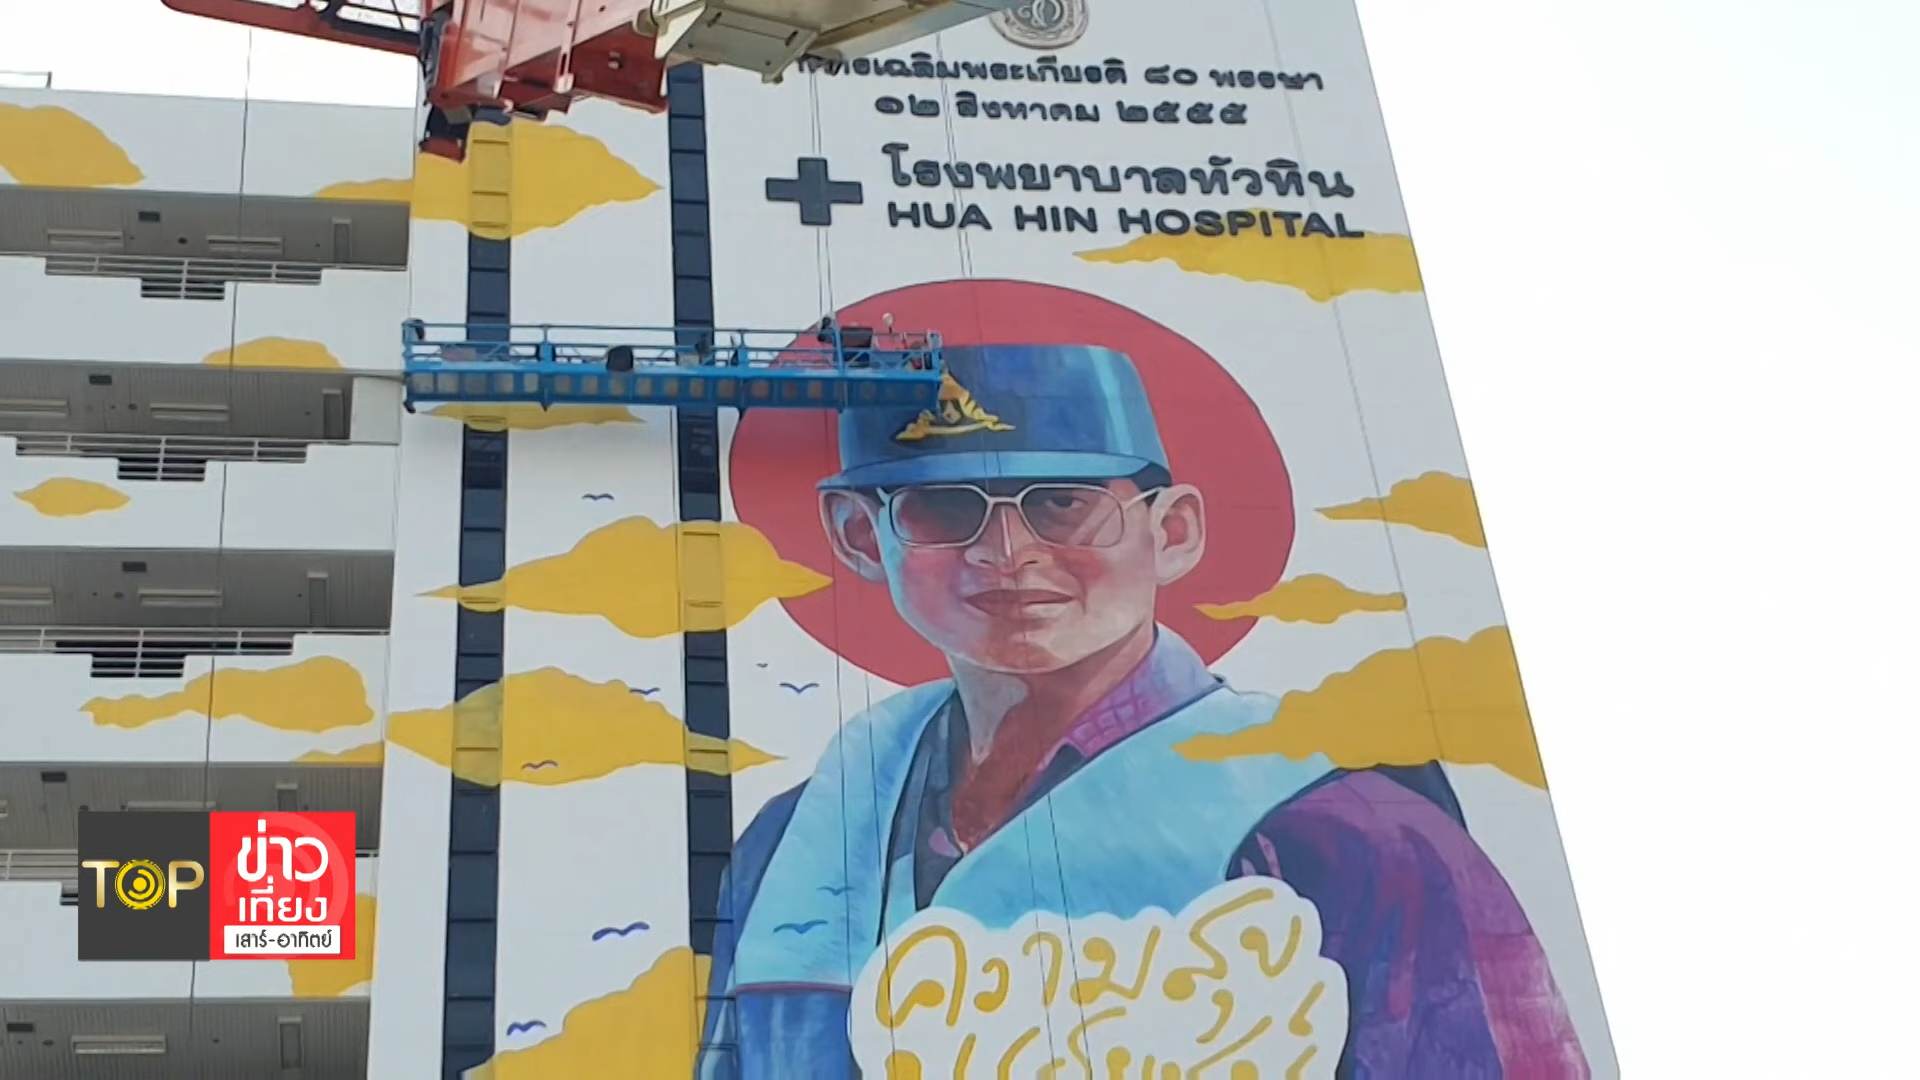 เฉลิมพระเกียรติ ๘๐ พรรษา
๑๒ สิงหาคม ๒๕๕๕
โรงพยาบาลหัวหิน
HUA HIN HOSPITAL
ความสุข
TOP
ข่าว
เที่ยง
เสาร์-อาทิตย์